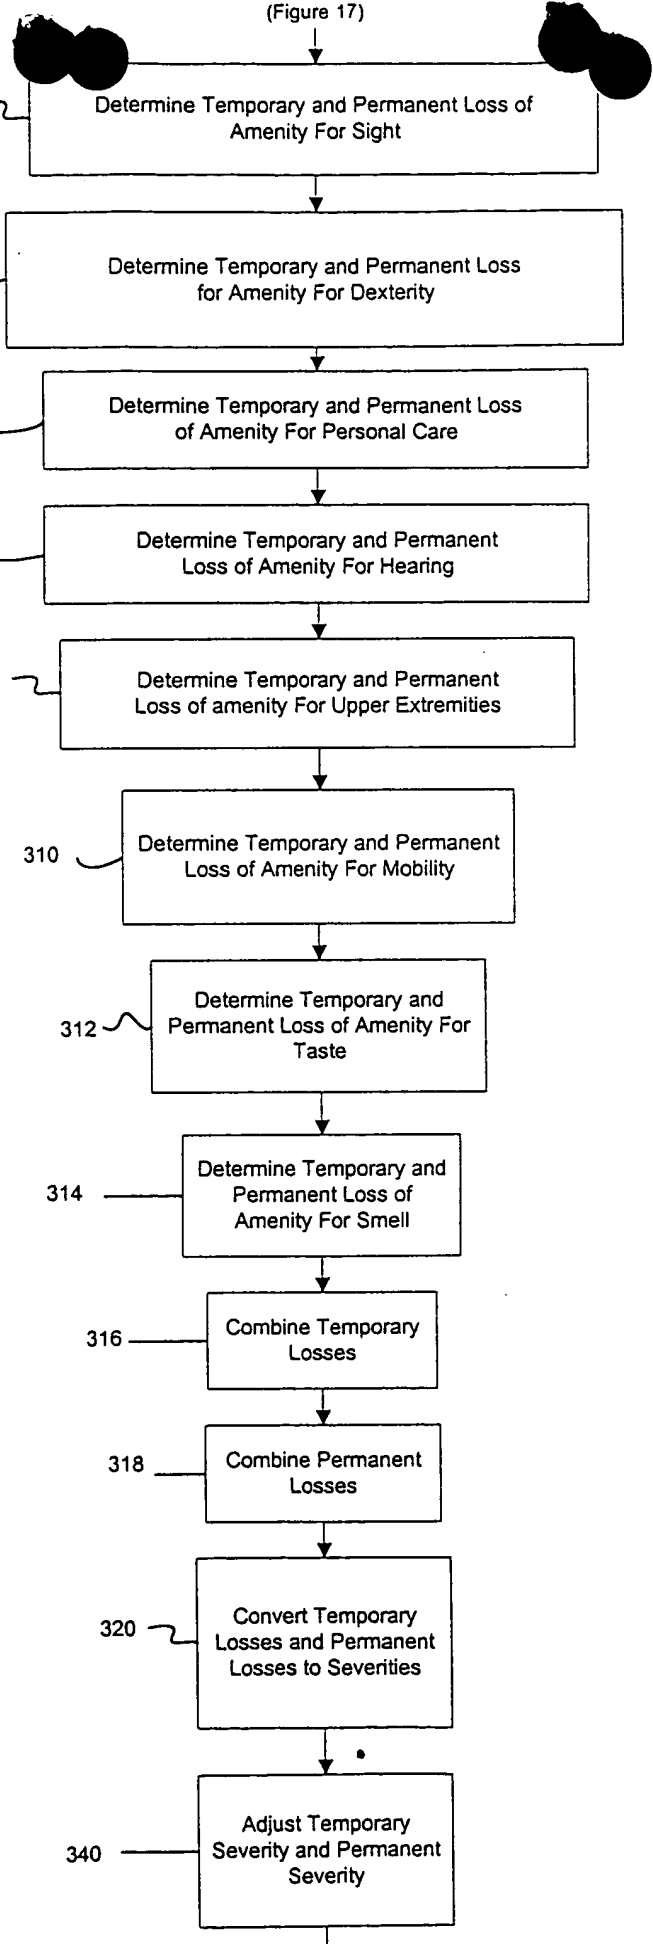 (Figure 17)
Determine Temporary and Permanent Loss of
Amenity For Sight
Determine Temporary and Permanent Loss
for Amenity For Dexterity
Determine Temporary and Permanent Loss
of Amenity For Personal Care
Determine Temporary and Permanent
Loss of Amenity For Hearing
Determine Temporary and Permanent
Loss of amenity For Upper Extremities
310
Determine Temporary and Permanent
Loss of Amenity For Mobility
312
Determine Temporary and
Permanent Loss of Amenity For
Taste
314
Determine Temporary and
Permanent Loss of
Amenity For Smell
316
Combine Temporary
Losses
318
Combine Permanent
Losses
320
Convert Temporary
Losses and Permanent
Losses to Severities
340
Adjust Temporary
Severity and Permanent
Severity